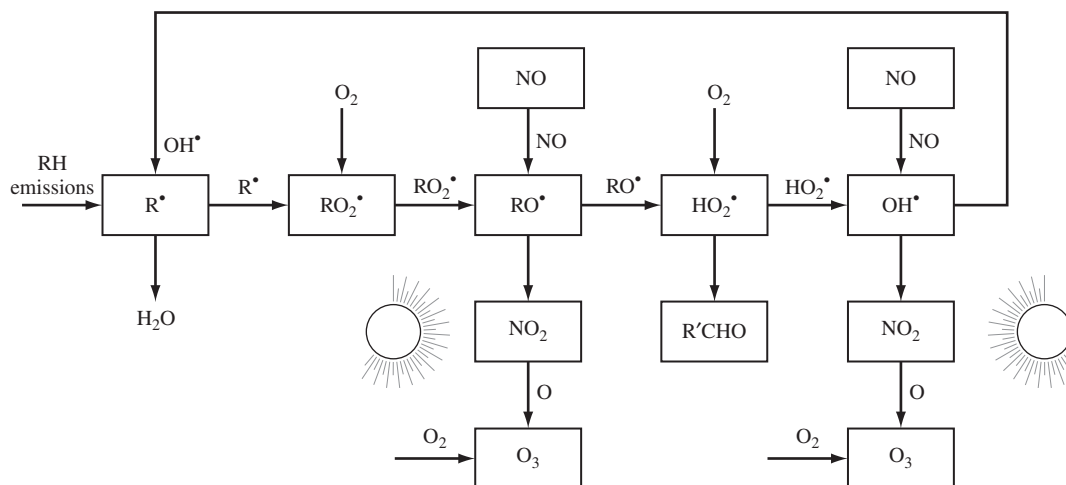 NO
NO
O₂
O₂
OH•
NO
NO
RH
emissions
R•
R•
RO₂•
RO₂•
RO•
RO•
HO₂•
HO₂•
OH•
H₂O
NO₂
R′CHO
NO₂
O
O
O₂
O₃
O₂
O₃